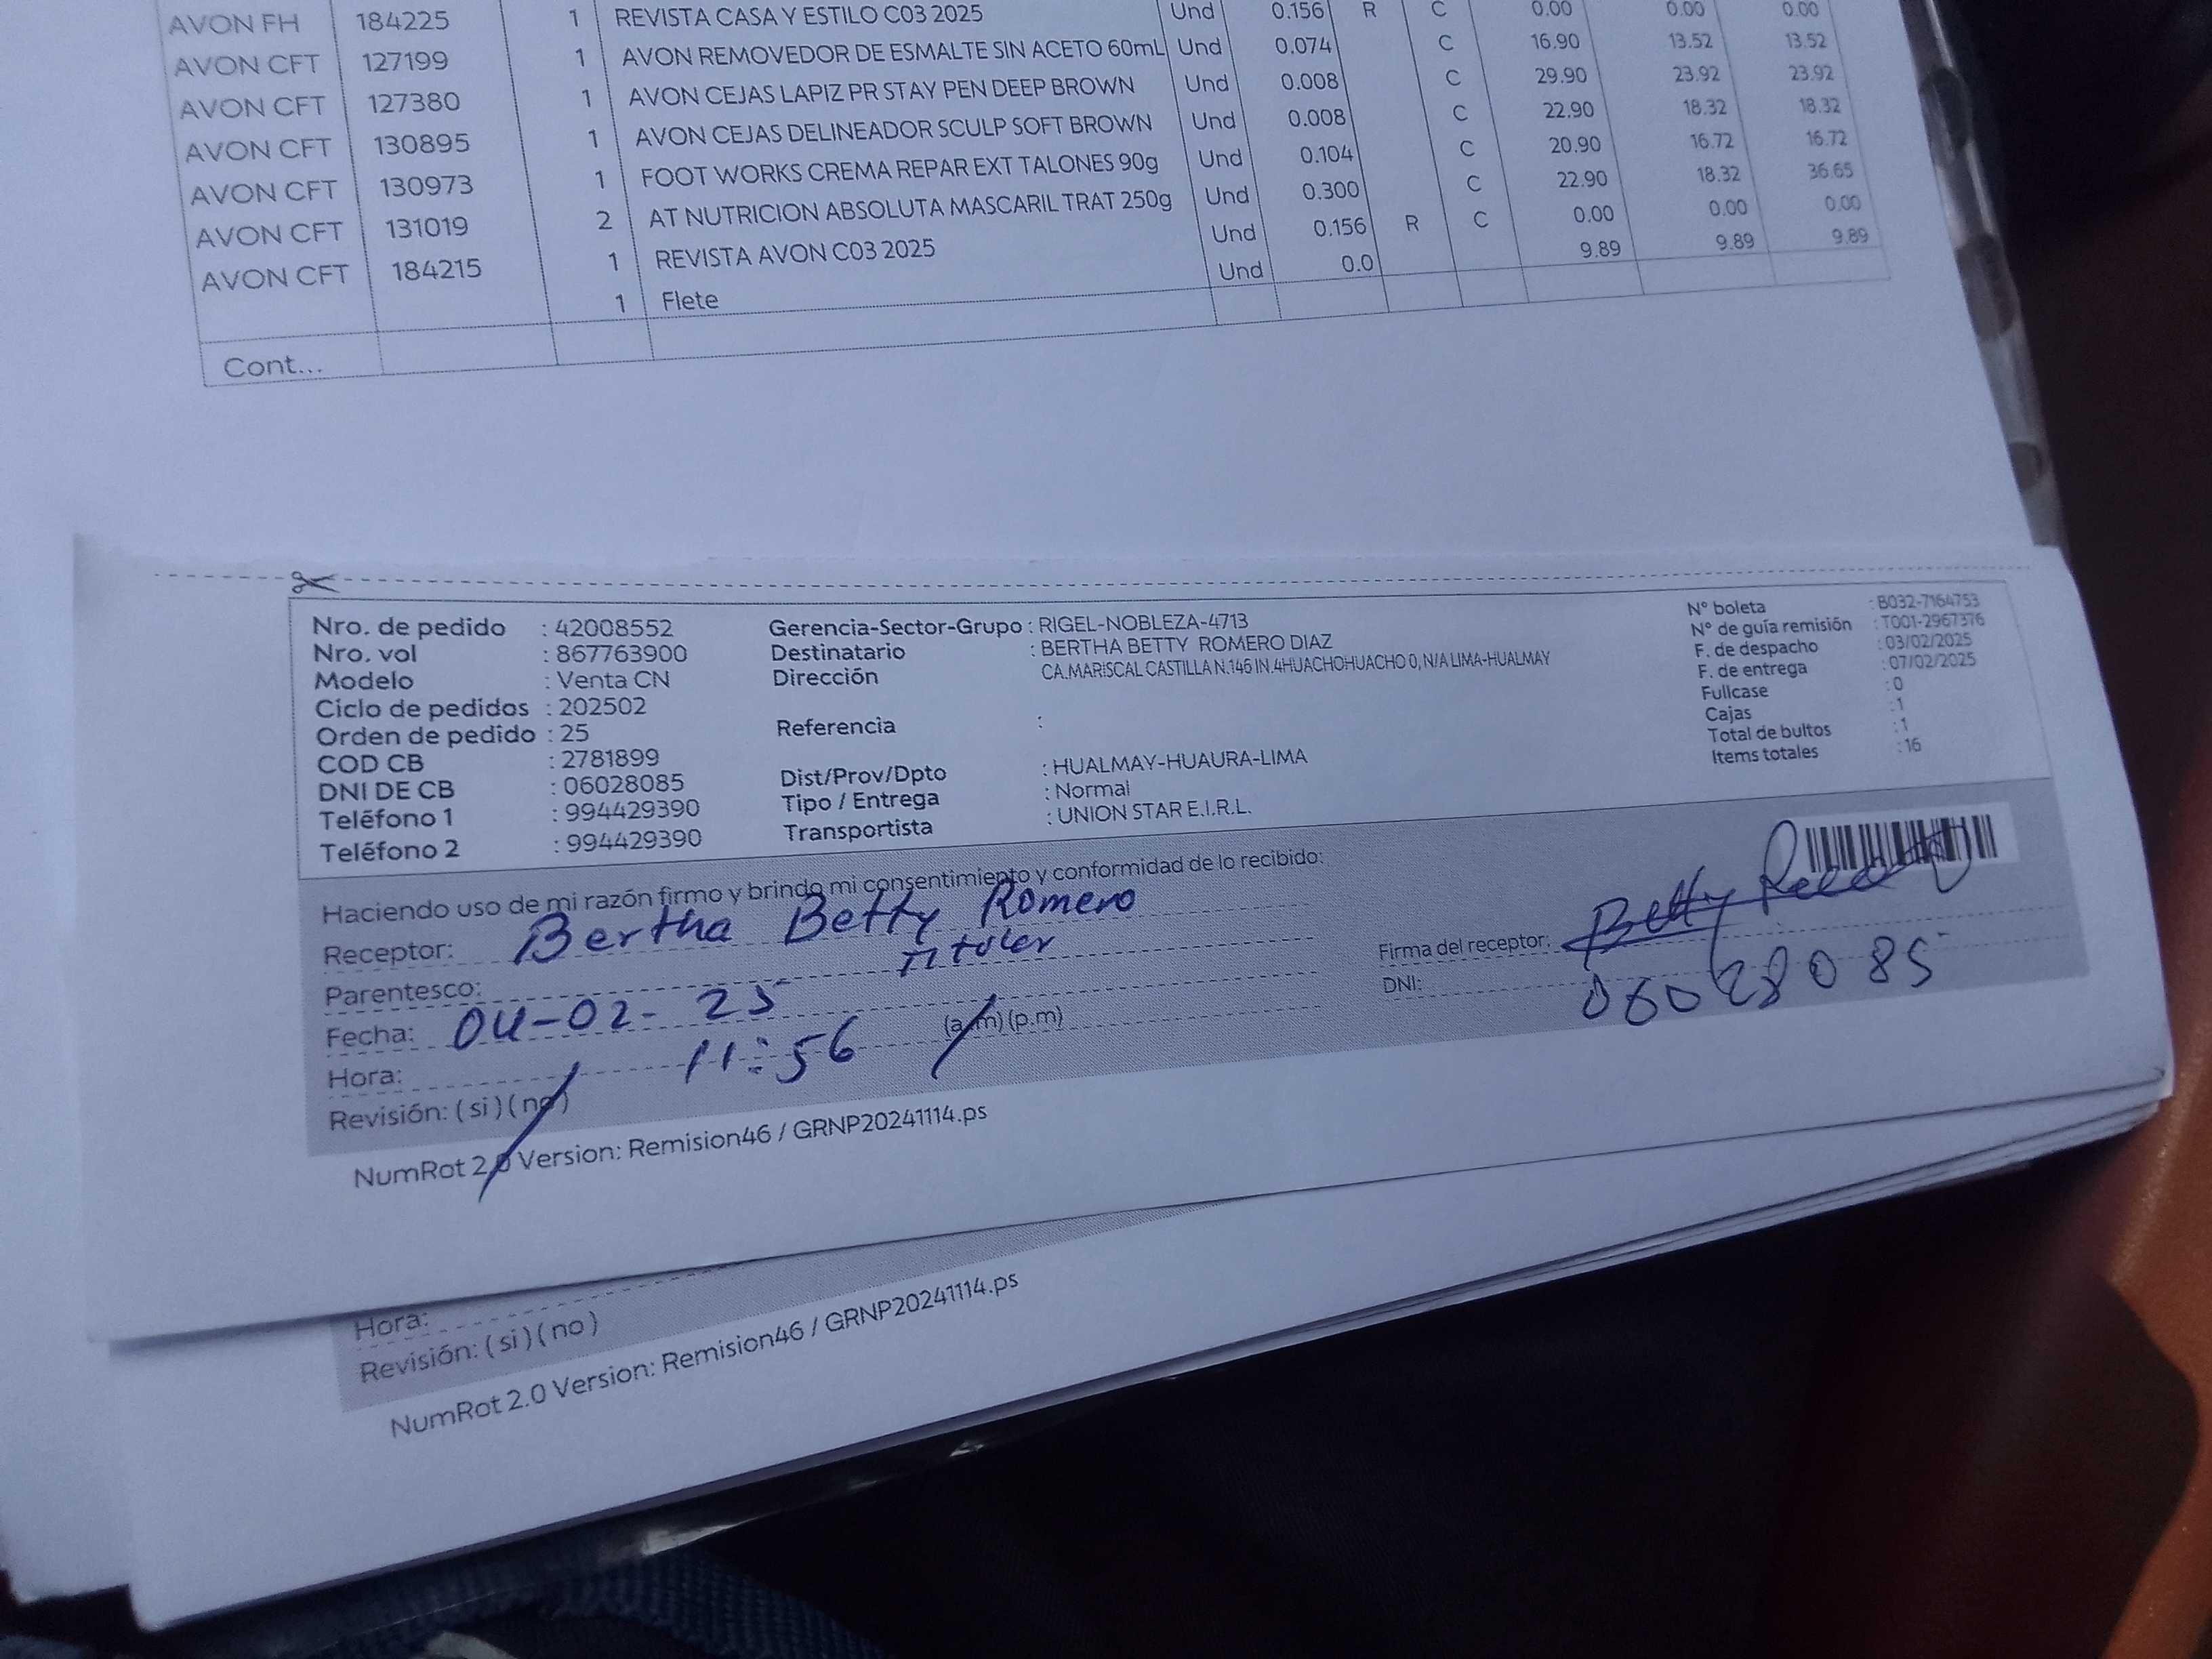 AVON FH 184225 1 REVISTA CASA Y ESTILO C03 2025 Und 0.156 R C 0.00 0.00 0.00
AVON CFT 127199 1 AVON REMOVEDOR DE ESMALTE SIN ACETO 60mL Und 0.074 C 16.90 13.52 13.52
AVON CFT 127380 1 AVON CEJAS LAPIZ PR STAY PEN DEEP BROWN Und 0.008 C 29.90 23.92 23.92
AVON CFT 130895 1 AVON CEJAS DELINEADOR SCULP SOFT BROWN Und 0.008 C 22.90 18.32 18.32
AVON CFT 130973 1 FOOT WORKS CREMA REPAR EXT TALONES 90g Und 0.104 C 20.90 16.72 16.72
AVON CFT 131019 2 AT NUTRICION ABSOLUTA MASCARIL TRAT 250g Und 0.300 C 22.90 18.32 36.65
AVON CFT 184215 1 REVISTA AVON C03 2025 Und 0.156 R C 0.00 0.00 0.00
1 Flete Und 0.0 9.89 9.89 9.89
Cont...
Nro. de pedido : 42008552
Nro. vol : 867763900
Modelo : Venta CN
Ciclo de pedidos : 202502
Orden de pedido : 25
COD CB : 2781899
DNI DE CB : 06028085
Teléfono 1 : 994429390
Teléfono 2 : 994429390
Gerencia-Sector-Grupo : RIGEL-NOBLEZA-4713
Destinatario : BERTHA BETTY ROMERO DIAZ
Dirección CA.MARISCAL CASTILLA N.146 IN.4HUACHOHUACHO 0, N/A LIMA-HUALMAY
Referencia :
Dist/Prov/Dpto : HUALMAY-HUAURA-LIMA
Tipo / Entrega : Normal
Transportista : UNION STAR E.I.R.L.
N° boleta : B032-7164753
N° de guía remisión : T001-2967376
F. de despacho : 03/02/2025
F. de entrega : 07/02/2025
Fullcase : 0
Cajas : 1
Total de bultos : 1
Items totales : 16
Haciendo uso de mi razón firmo y brindo mi consentimiento y conformidad de lo recibido:
Receptor: Bertha Betty Romero
Parentesco: Titular
Fecha: 04-02-25
Hora: 11:56 (a.m) (p.m)
Revisión: ( si ) ( no )
Firma del receptor: Betty
DNI: 06028085
NumRot 2.0 Version: Remision46 / GRNP20241114.ps
Hora:
Revisión: ( si ) ( no )
NumRot 2.0 Version: Remision46 / GRNP20241114.ps